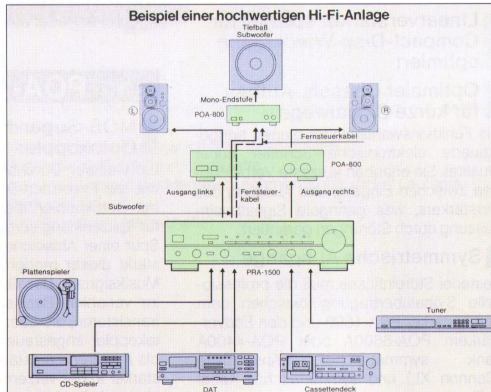 Beispiel einer hochwertigen Hi-Fi-Anlage
Tiefbaß
Subwoofer
Mono-Endstufe
POA-800
L
R
Fernsteuerkabel
POA-800
Ausgang links
Fernsteuer-
kabel
Ausgang rechts
Subwoofer
PRA-1500
Plattenspieler
Tuner
CD-Spieler
DAT
Cassettendeck